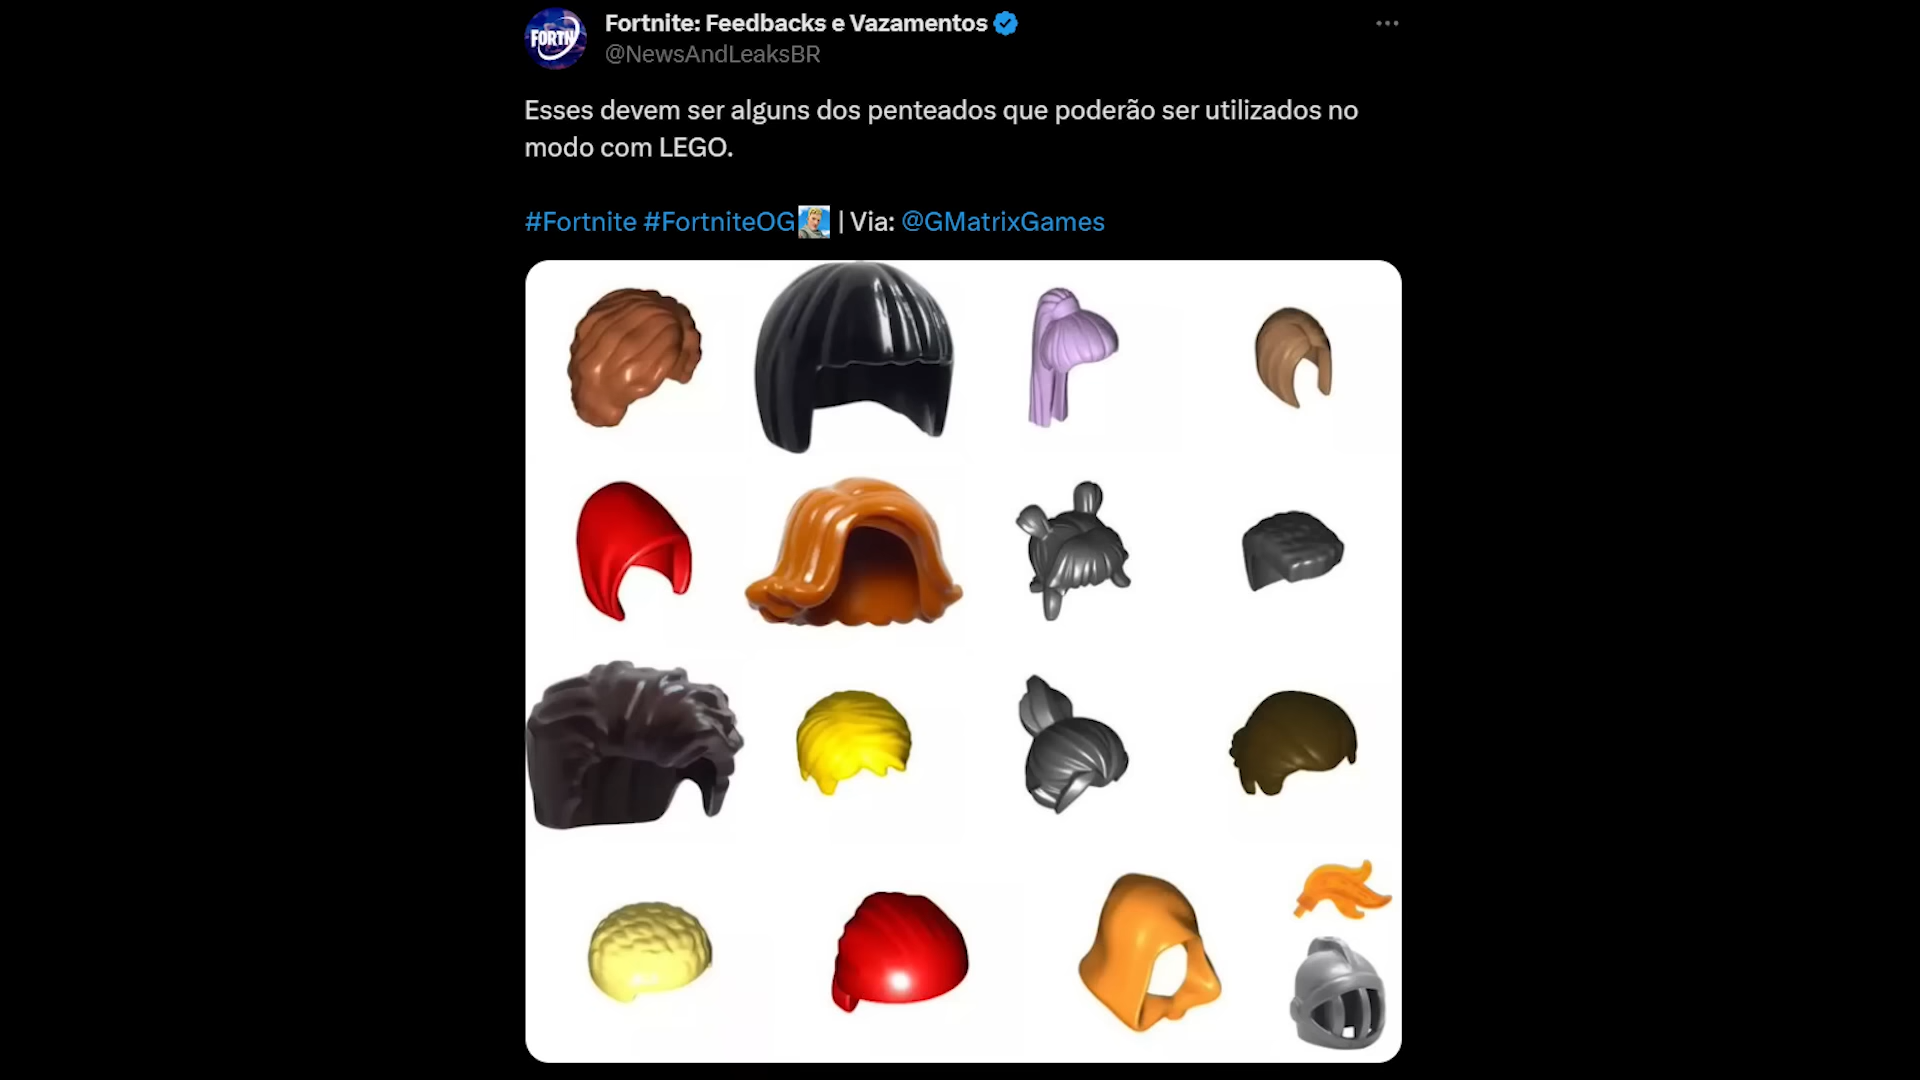 Fortnite: Feedbacks e Vazamentos
@NewsAndLeaksBR
Esses devem ser alguns dos penteados que poderão ser utilizados no
modo com LEGO.
#Fortnite #FortniteOG | Via: @GMatrixGames
FORTN